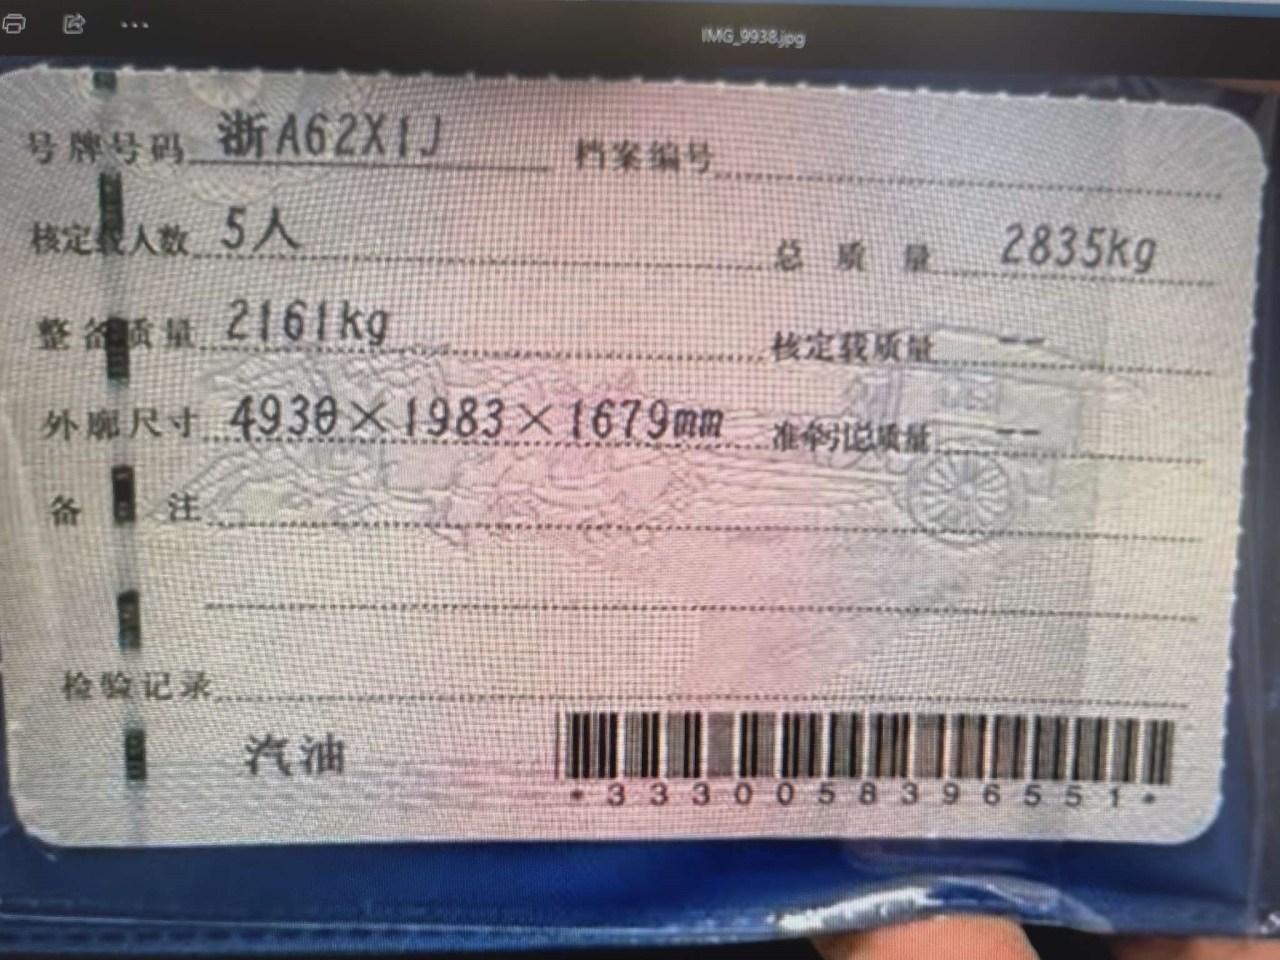 IMG_9938.jpg
号牌号码 浙A62X1J 档案编号
核定载人数 5人 总质量 2835kg
整备质量 2161kg 核定载质量 --
外廓尺寸 4930×1983×1679mm 准牵引总质量 --
备注
检验记录
汽油
*3330058396551*